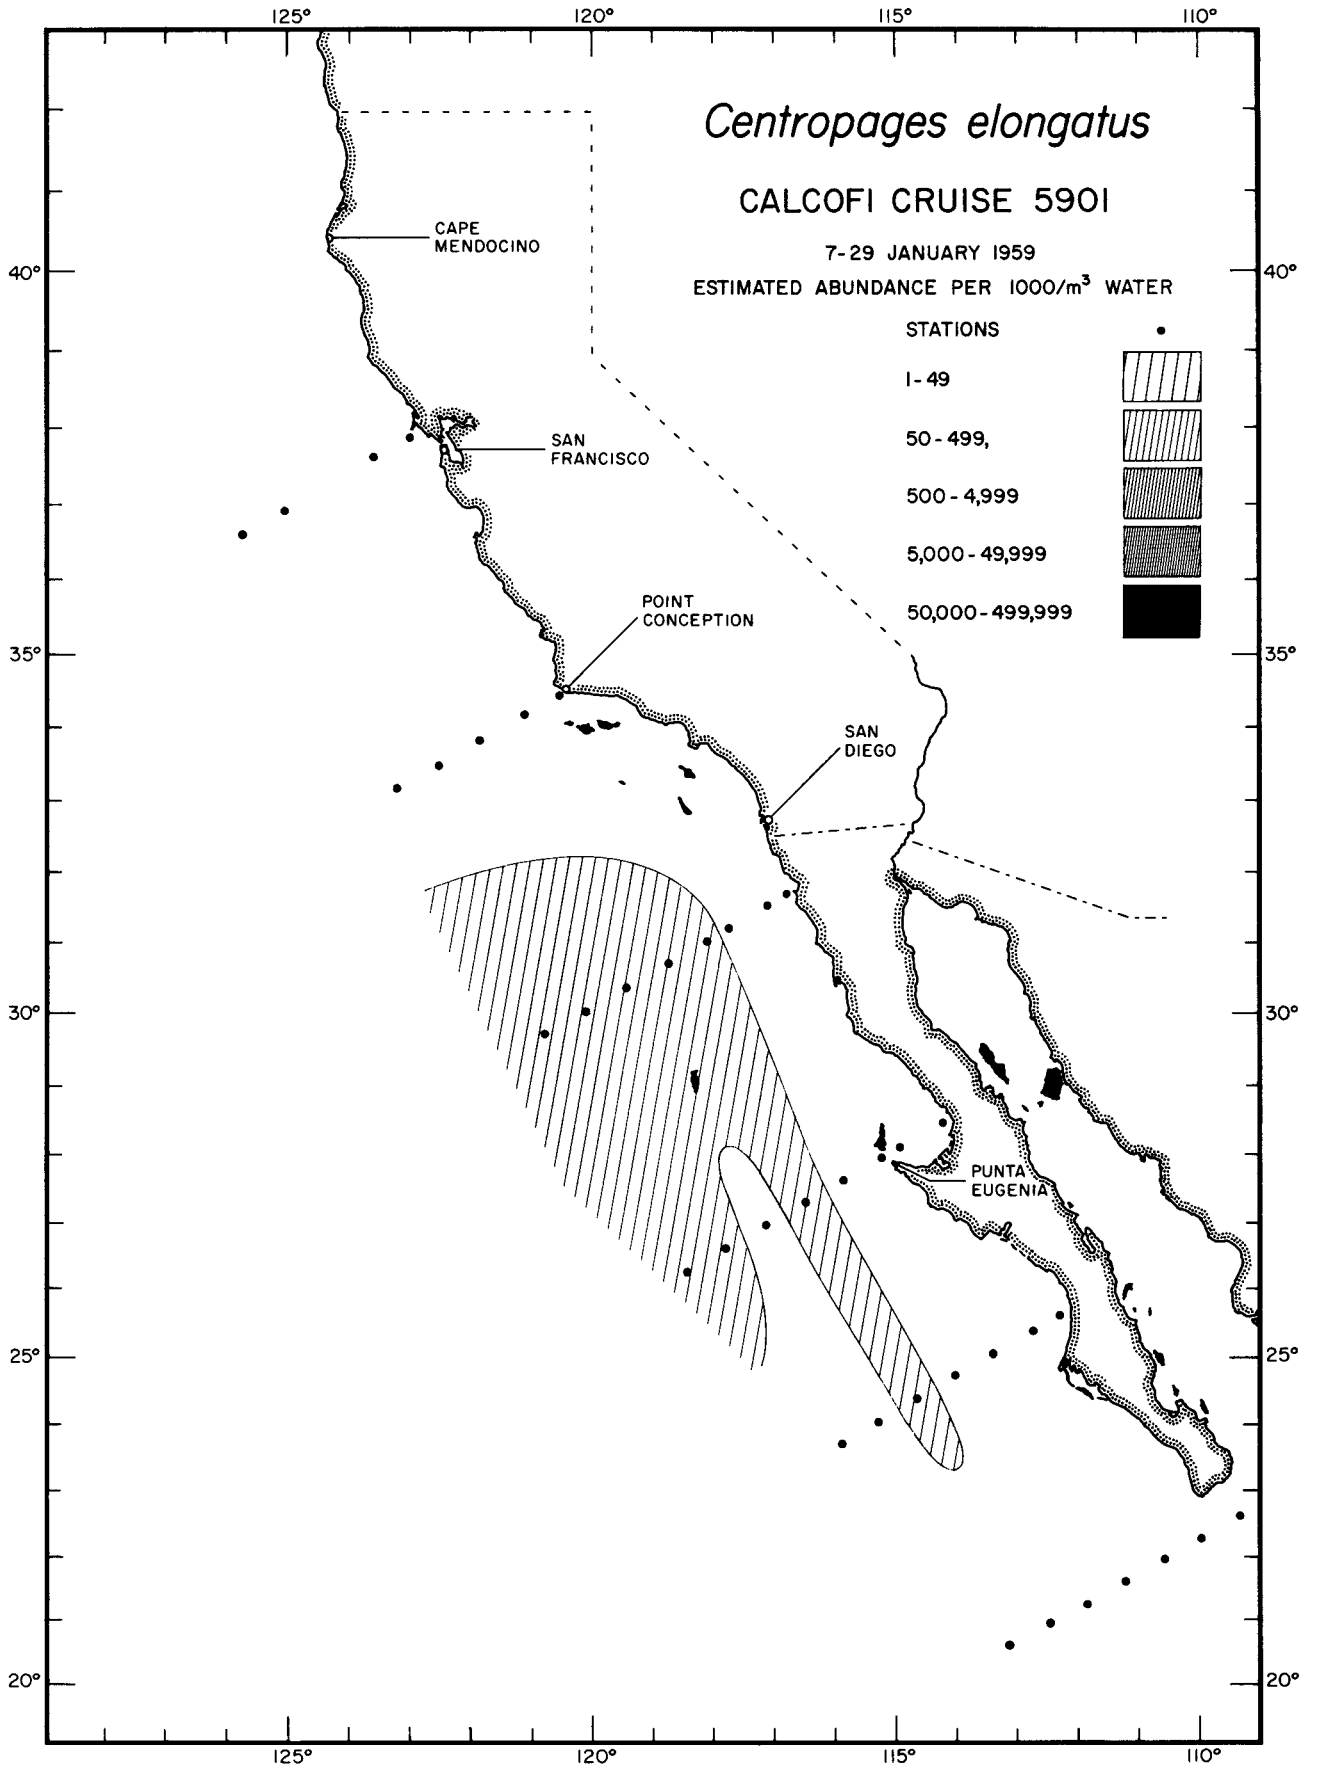 125° 120° 115° 110°
Centropages elongatus
CALCOFI CRUISE 5901
7-29 JANUARY 1959
ESTIMATED ABUNDANCE PER 1000/m³ WATER
STATIONS
1-49
50-499,
500-4,999
5,000-49,999
50,000-499,999
CAPE
MENDOCINO
40° 40°
SAN
FRANCISCO
POINT
CONCEPTION
35° 35°
SAN
DIEGO
30° 30°
PUNTA
EUGENIA
25° 25°
20° 20°
125° 120° 115° 110°